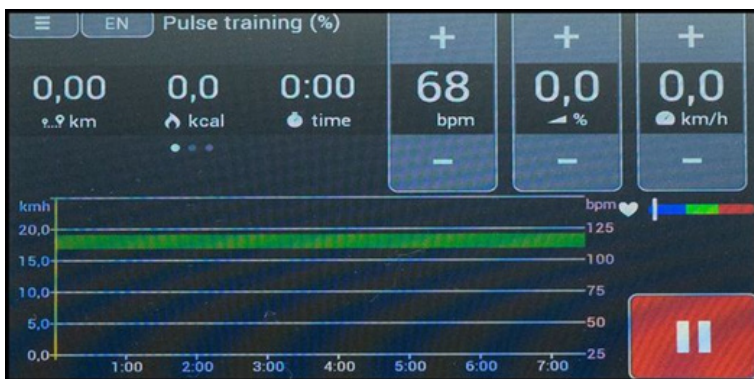 EN Pulse training (%)
+ + +
0,00 0,0 0:00 68 0,0 0,0
km kcal time bpm % km/h
- - -
kmh bpm
20,0 125
15,0 100
10,0 75
5,0 50
0,0 25
1:00 2:00 3:00 4:00 5:00 6:00 7:00